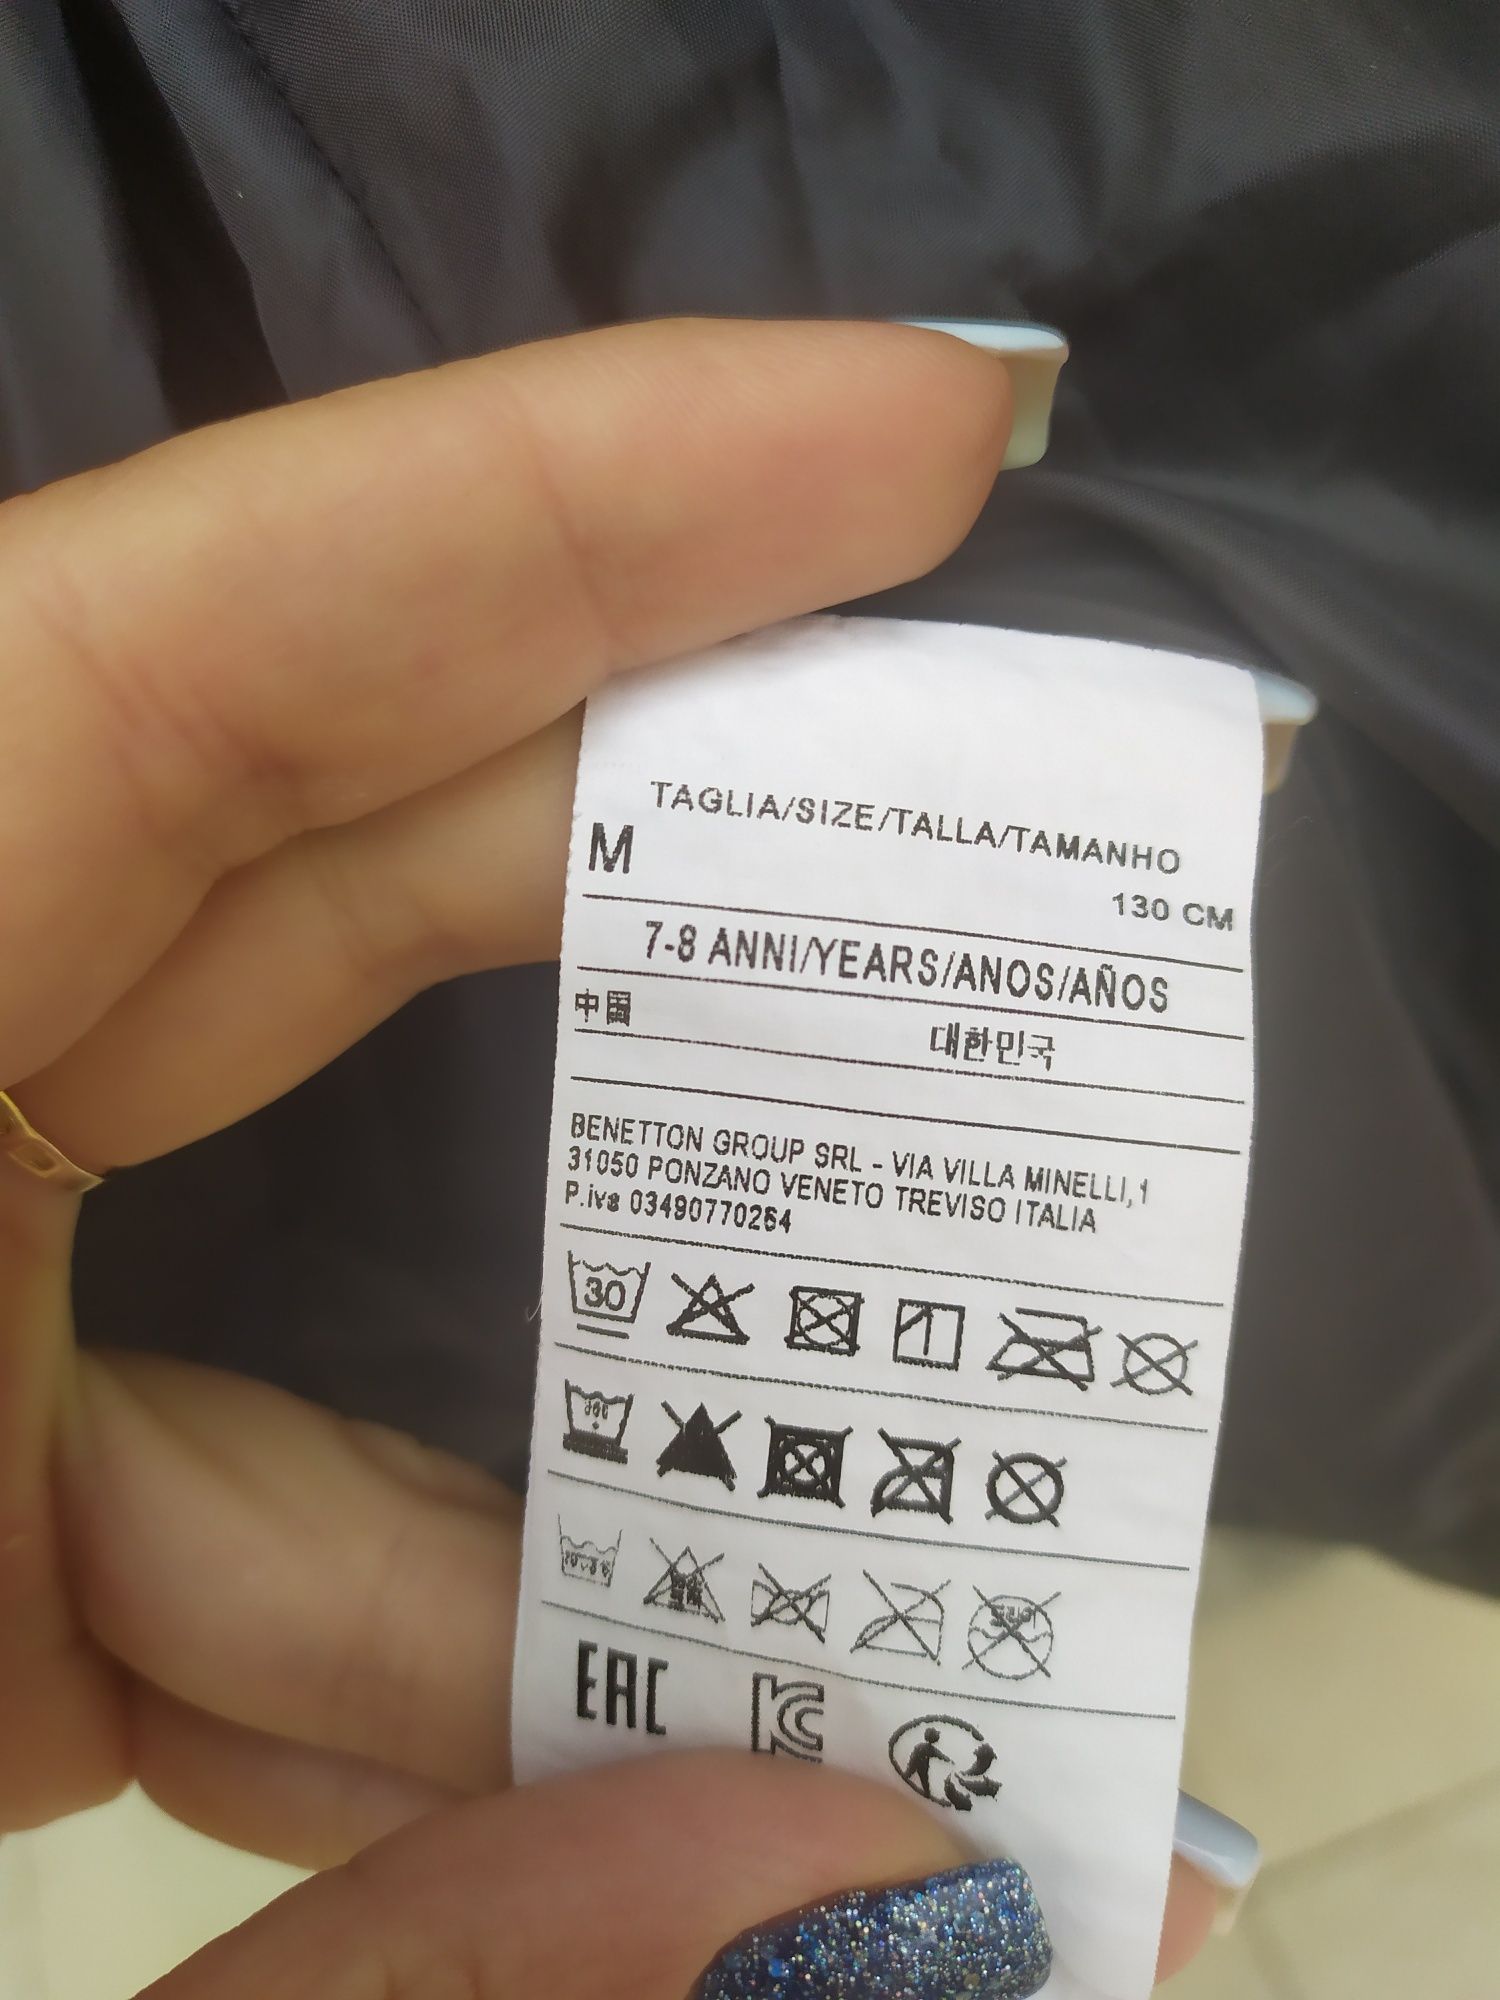 TAGLIA/SIZE/TALLA/TAMANHO
M
130 CM
7-8 ANNI/YEARS/ANOS/AÑOS
中国 대한민국
BENETTON GROUP SRL - VIA VILLA MINELLI,1
31050 PONZANO VENETO TREVISO ITALIA
P.iva 03490770264
30
EAC